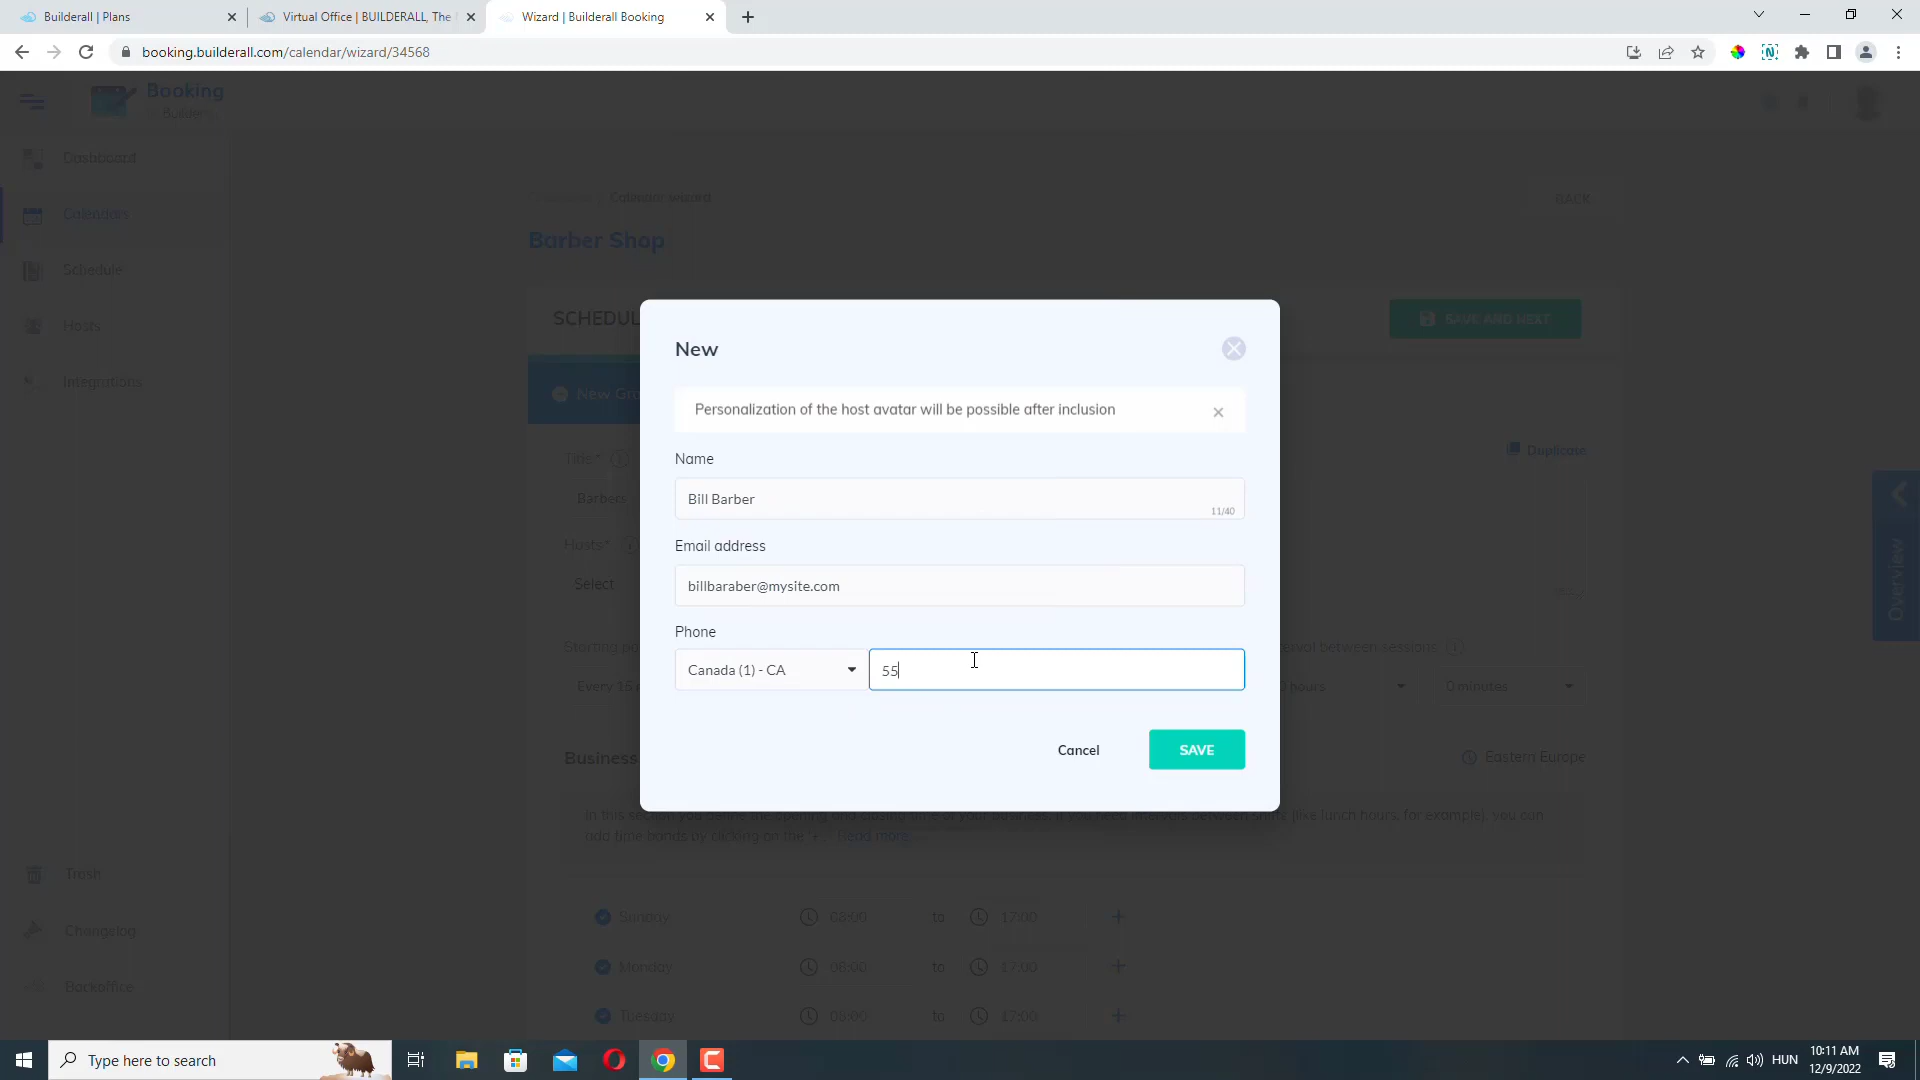 Builderall | Plans
Virtual Office | BUILDERALL, The
Wizard | Builderall Booking
booking.builderall.com/calendar/wizard/34568
Booking
Builder
Dashboard
Calendars
Schedule
Hosts
Integrations
Trash
Changelog
Backoffice
Calendar wizard
BACK
Barber Shop
SCHEDUL
SAVE AND NEXT
New Gro
Title *
Duplicate
Barbers
Hosts *
Select
Starting po
rval between sessions
Every 15
hours
0 minutes
Business
Eastern Europe
In this section you define the opening and closing time of your business. If you need intervals between shifts (like lunch hours, for example), you can
add time bands by clicking on the "+". Read more
Sunday 08:00 to 17:00 +
Monday 08:00 to 17:00 +
Tuesday 08:00 to 17:00 +
Overview
New
Personalization of the host avatar will be possible after inclusion
Name
Bill Barber
11/40
Email address
billbaraber@mysite.com
Phone
Canada (1) - CA
55
Cancel
SAVE
Type here to search
HUN
10:11 AM
12/9/2022